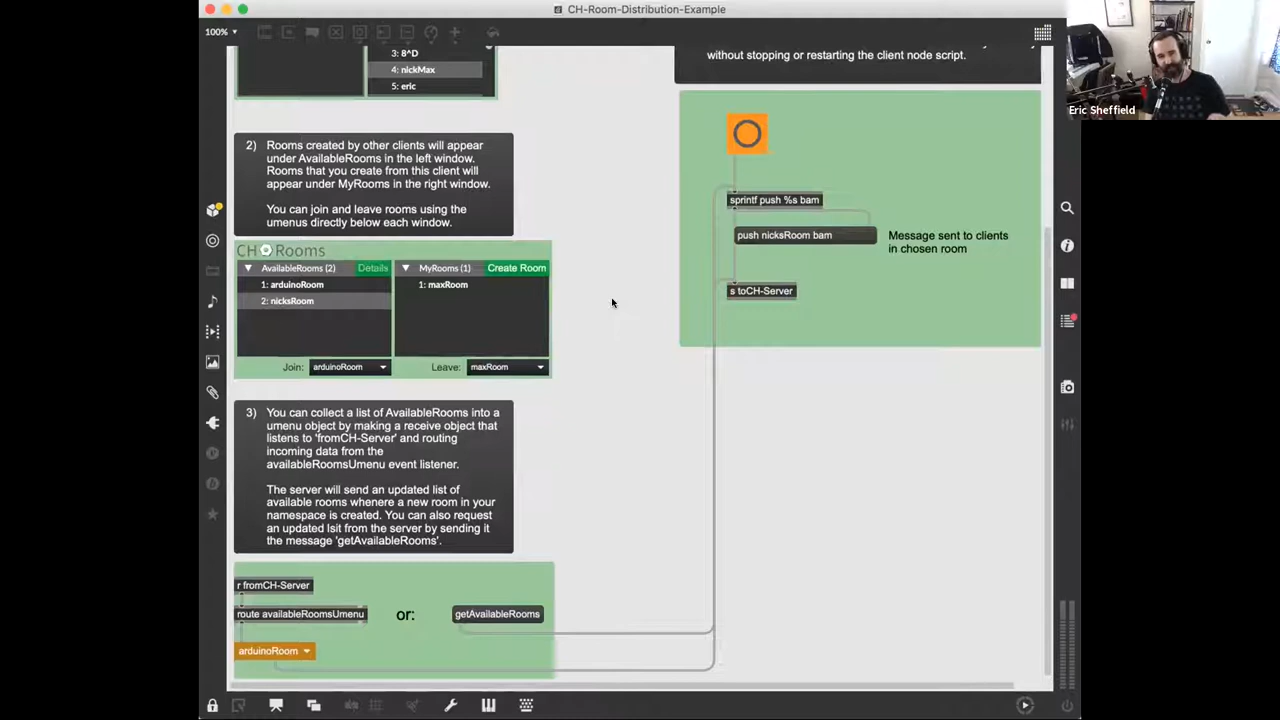 CH-Room-Distribution-Example
100%
3: 8^D
4: nickMax
5: eric
without stopping or restarting the client node script.
Eric Sheffield
2) Rooms created by other clients will appear
under AvailableRooms in the left window.
Rooms that you create from this client will
appear under MyRooms in the right window.
You can join and leave rooms using the
umenus directly below each window.
CH Rooms
AvailableRooms (2) Details MyRooms (1) Create Room
1: arduinoRoom 1: maxRoom
2: nicksRoom
Join: arduinoRoom Leave: maxRoom
sprintf push %s bam
push nicksRoom bam
Message sent to clients
in chosen room
s toCH-Server
3) You can collect a list of AvailableRooms into a
umenu object by making a receive object that
listens to 'fromCH-Server' and routing
incoming data from the
availableRoomsUmenu event listener.
The server will send an updated list of
available rooms whenere a new room in your
namespace is created. You can also request
an updated lsit from the server by sending it
the message 'getAvailableRooms'.
r fromCH-Server
route availableRoomsUmenu or: getAvailableRooms
arduinoRoom